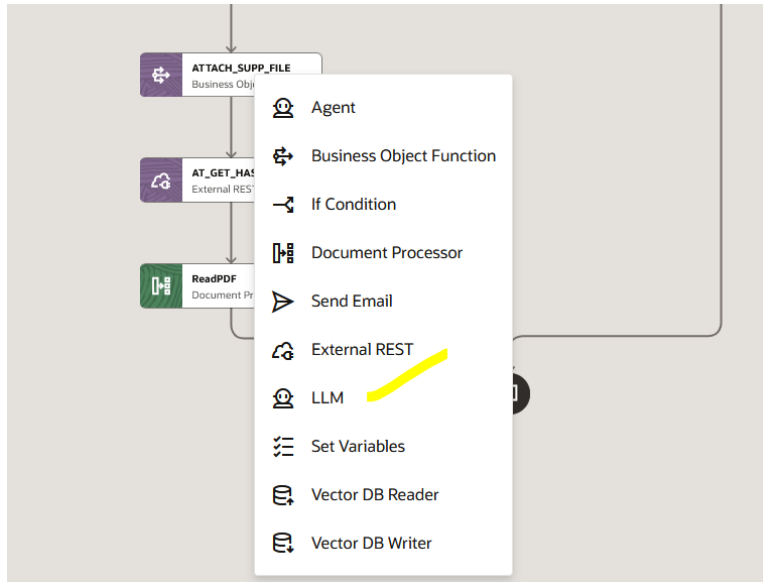 ATTACH_SUPP_FILE
Business Obj
AT_GET_HAS
External REST
ReadPDF
Document Pr
Agent
Business Object Function
If Condition
Document Processor
Send Email
External REST
LLM
Set Variables
Vector DB Reader
Vector DB Writer